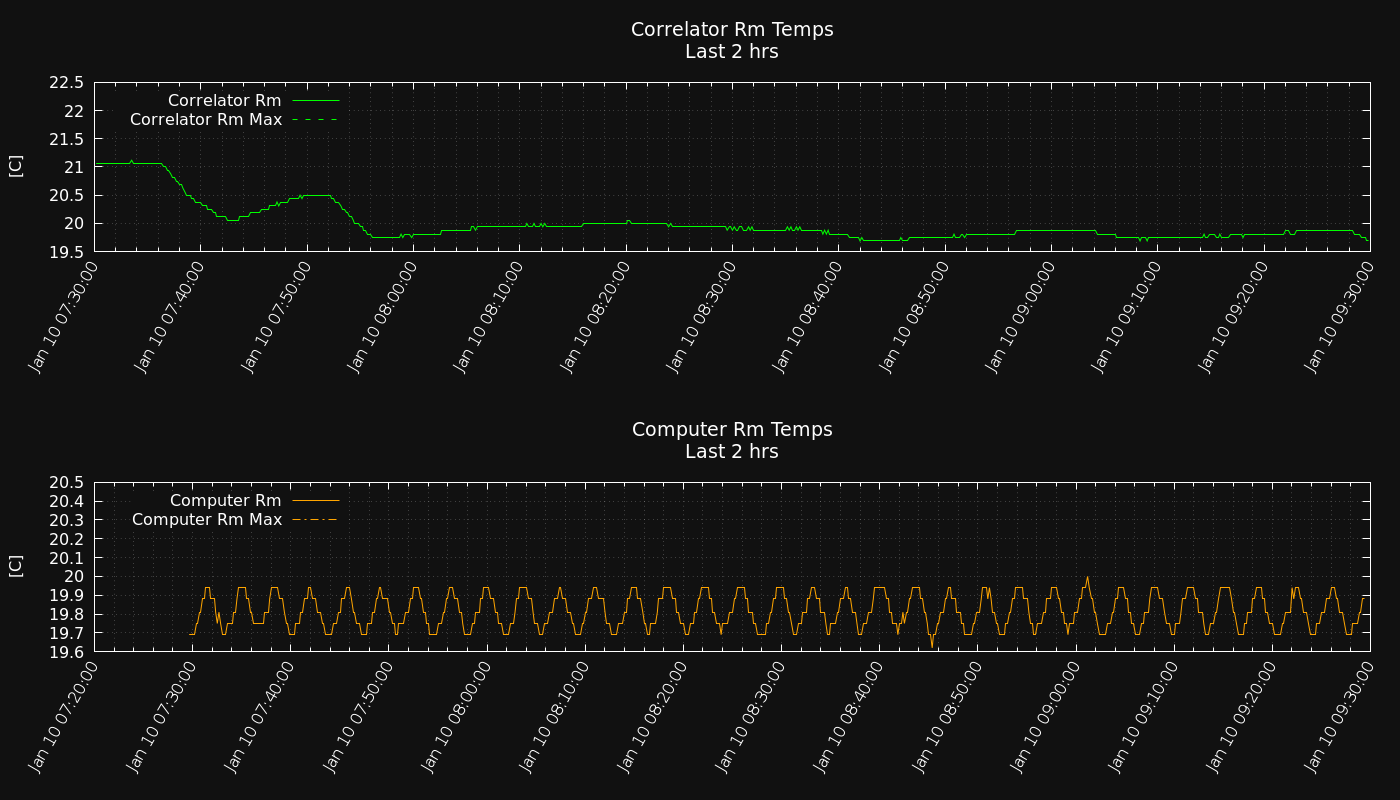 Correlator Rm Temps
Last 2 hrs
22.5
22
21.5
21
20.5
20
19.5
[C]
Correlator Rm
Correlator Rm Max
Jan 10 07:30:00
Jan 10 07:40:00
Jan 10 07:50:00
Jan 10 08:00:00
Jan 10 08:10:00
Jan 10 08:20:00
Jan 10 08:30:00
Jan 10 08:40:00
Jan 10 08:50:00
Jan 10 09:00:00
Jan 10 09:10:00
Jan 10 09:20:00
Jan 10 09:30:00
Computer Rm Temps
Last 2 hrs
20.5
20.4
20.3
20.2
20.1
20
19.9
19.8
19.7
19.6
[C]
Computer Rm
Computer Rm Max
Jan 10 07:20:00
Jan 10 07:30:00
Jan 10 07:40:00
Jan 10 07:50:00
Jan 10 08:00:00
Jan 10 08:10:00
Jan 10 08:20:00
Jan 10 08:30:00
Jan 10 08:40:00
Jan 10 08:50:00
Jan 10 09:00:00
Jan 10 09:10:00
Jan 10 09:20:00
Jan 10 09:30:00